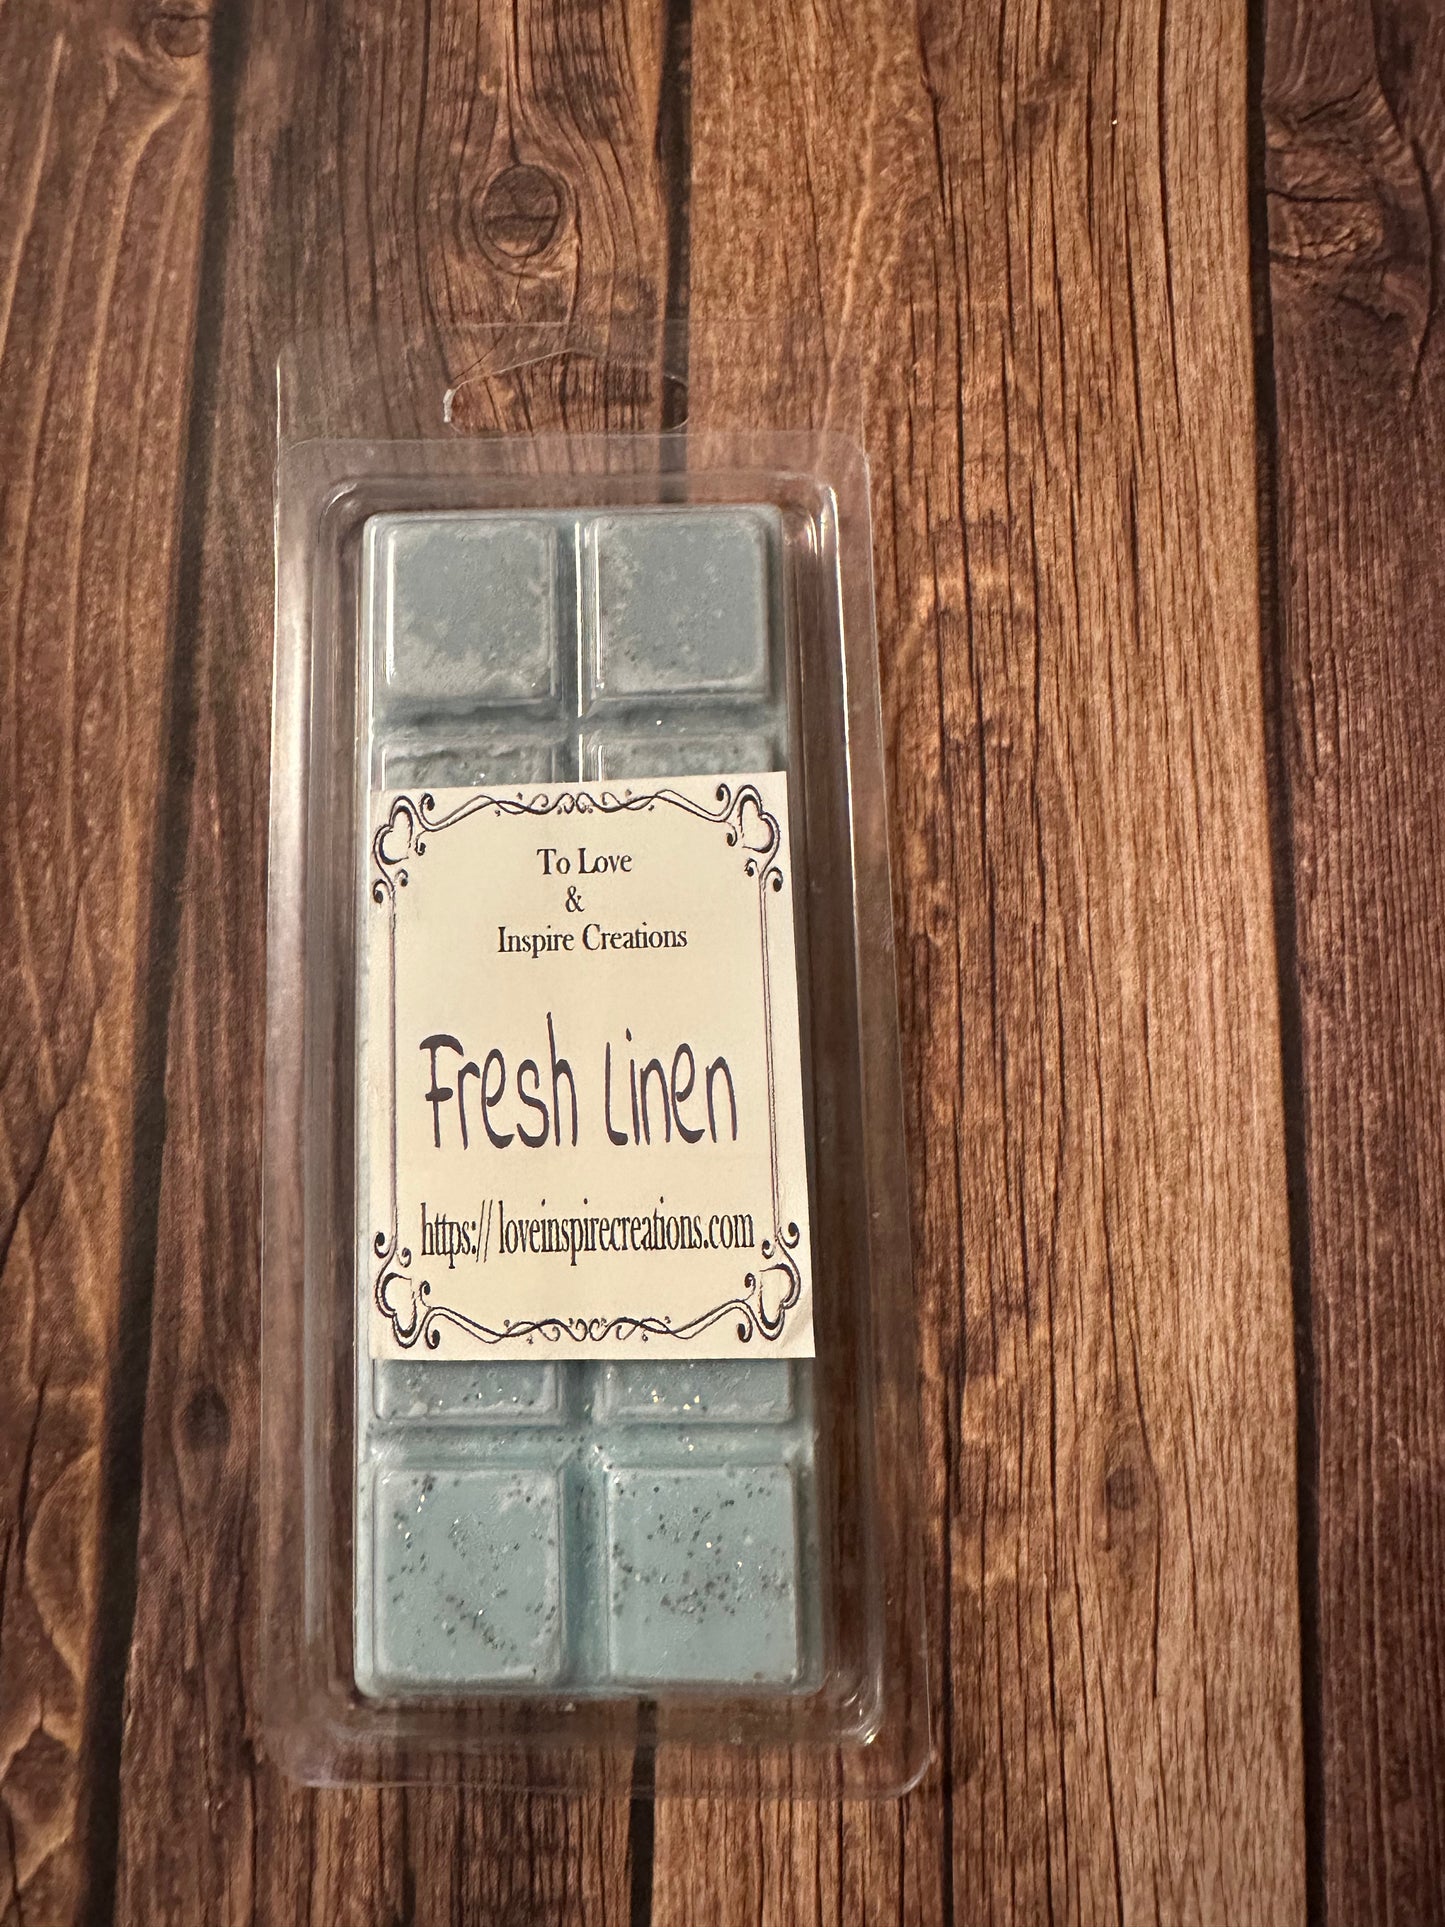 To Love
&
Inspire Creations
Fresh Linen
https:// loveinspirecreations.com